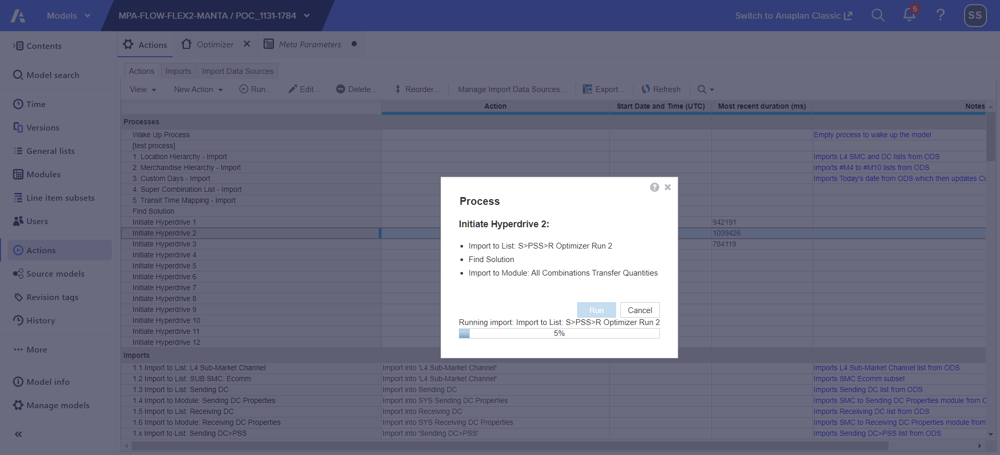 Models
MPA-FLOW-FLEX2-MANTA / POC_1131-1784
Switch to Anaplan Classic
5
?
SS
Contents
Model search
Time
Versions
General lists
Modules
Line item subsets
Users
Actions
Source models
Revision tags
History
More
Model info
Manage models
Actions
Optimizer
Meta Parameters
Actions Imports Import Data Sources
View New Action Run... Edit... Delete... Reorder... Manage Import Data Sources... Export... Refresh
Action Start Date and Time (UTC) Most recent duration (ms) Notes
Processes
Wake Up Process Empty process to wake up the model
[test process]
1. Location Hierarchy - Import Imports L4 SMC and DC lists from ODS
2. Merchandise Hierarchy - Import Imports #M4 to #M10 lists from ODS
3. Custom Days - Import Imports Today's date from ODS which then updates Cu
4. Super Combination List - Import
5. Transit Time Mapping - Import
Find Solution
Initiate Hyperdrive 1 942191
Initiate Hyperdrive 2 1039426
Initiate Hyperdrive 3 784119
Initiate Hyperdrive 4
Initiate Hyperdrive 5
Initiate Hyperdrive 6
Initiate Hyperdrive 7
Initiate Hyperdrive 8
Initiate Hyperdrive 9
Initiate Hyperdrive 10
Initiate Hyperdrive 11
Initiate Hyperdrive 12
Imports
1.1 Import to List: L4 Sub-Market Channel Import into 'L4 Sub-Market Channel' Imports L4 Sub-Market Channel list from ODS
1.2 Import to List: SUB SMC: Ecomm Import into 'L4 Sub-Market Channel' Imports SMC Ecomm subset
1.3 Import to List: Sending DC Import into Sending DC Imports Sending DC list from ODS
1.4 Import to Module: Sending DC Properties Import into SYS Sending DC Properties Imports SMC to Sending DC Properties module from O
1.5 Import to List: Receiving DC Import into Receiving DC Imports Receiiving DC list from ODS
1.6 Import to Module: Receiving DC Properties Import into SYS Receiving DC Properties Imports SMC to Receiving DC Properties module from
1.x Import to List: Sending DC>PSS Import into 'Sending DC>PSS' Imports Sending DC>PSS list from ODS
Process
Initiate Hyperdrive 2:
Import to List: S>PSS>R Optimizer Run 2
Find Solution
Import to Module: All Combinations Transfer Quantities
Run Cancel
Running import: Import to List: S>PSS>R Optimizer Run 2
5%